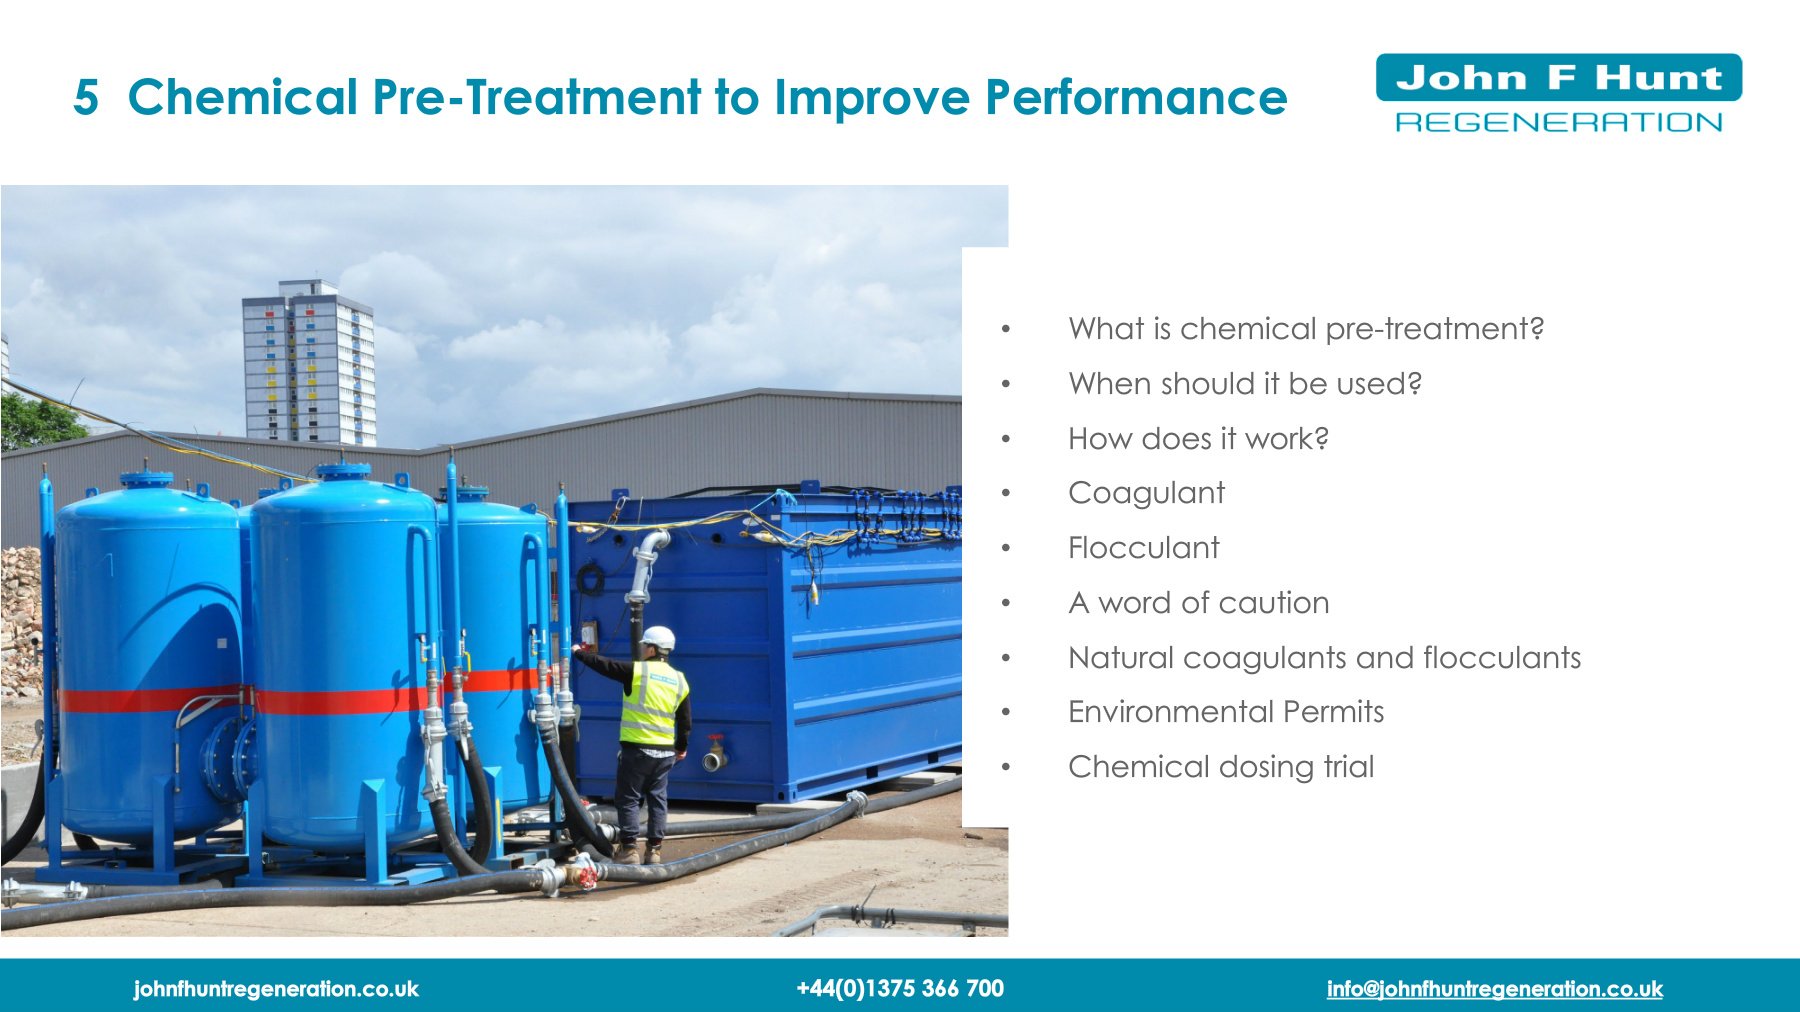 5 Chemical Pre-Treatment to Improve Performance
John F Hunt
REGENERATION
• What is chemical pre-treatment?
• When should it be used?
• How does it work?
• Coagulant
• Flocculant
• A word of caution
• Natural coagulants and flocculants
• Environmental Permits
• Chemical dosing trial
johnfhuntregeneration.co.uk
+44(0)1375 366 700
info@johnfhuntregeneration.co.uk